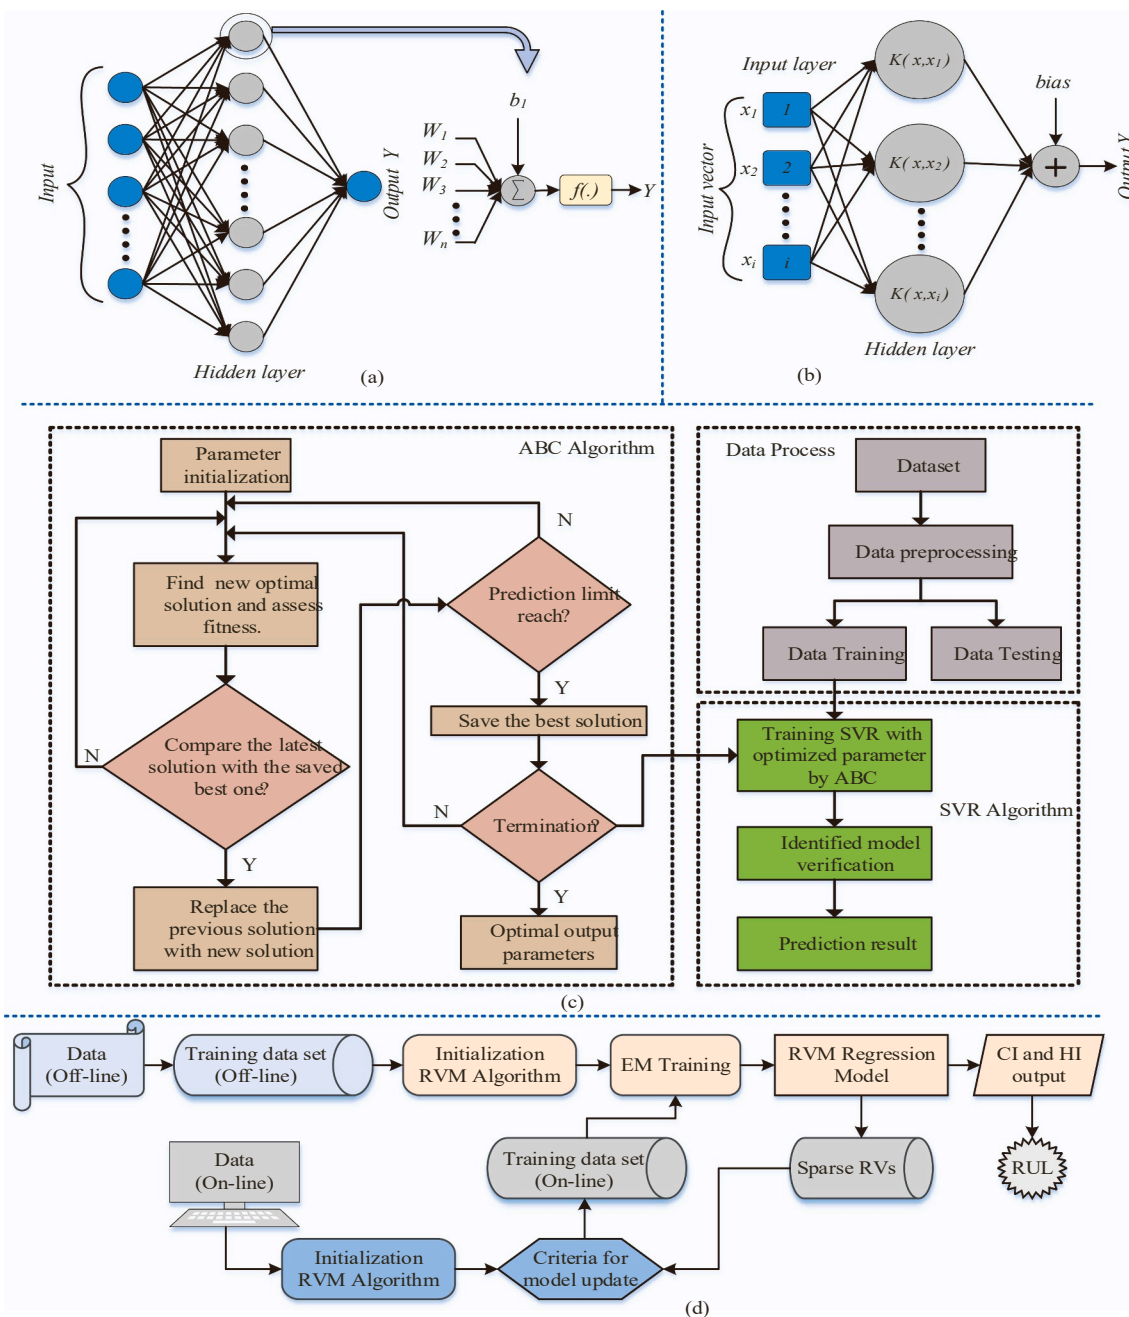 Input
Hidden layer
Output Y
b1
W1
W2
W3
Wn
Σ
f(.)
Y
(a)
Input layer
Input vector
x1
1
x2
2
xi
i
K(x,x1)
K(x,x2)
K(x,xi)
Hidden layer
bias
+
Output Y
(b)
ABC Algorithm
Parameter
initialization
Find new optimal
solution and assess
fitness.
Compare the latest
solution with the saved
best one?
N
Y
Replace the
previous solution
with new solution
N
Prediction limit
reach?
Y
Save the best solution
N
Termination?
Y
Optimal output
parameters
Data Process
Dataset
Data preprocessing
Data Training
Data Testing
Training SVR with
optimized parameter
by ABC
SVR Algorithm
Identified model
verification
Prediction result
(c)
Data
(Off-line)
Training data set
(Off-line)
Initialization
RVM Algorithm
EM Training
RVM Regression
Model
CI and HI
output
Data
(On-line)
Training data set
(On-line)
Sparse RVs
RUL
Initialization
RVM Algorithm
Criteria for
model update
(d)